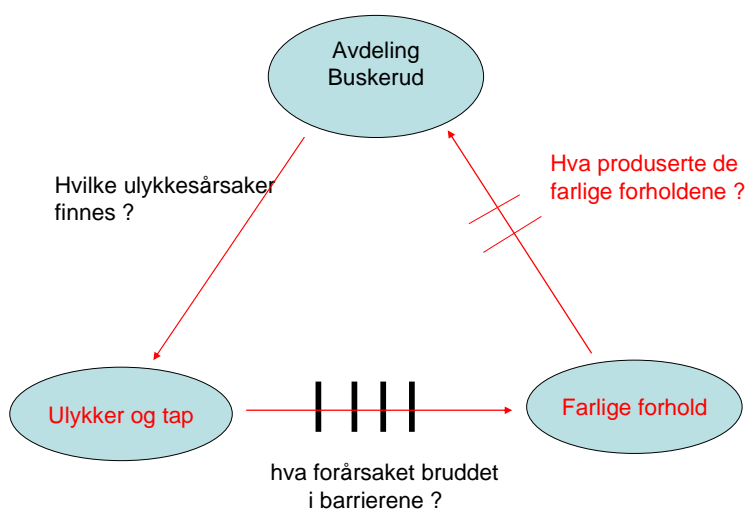 Avdeling
Buskerud
Hvilke ulykkesårsaker
finnes ?
Hva produserte de
farlige forholdene ?
Ulykker og tap
Farlige forhold
hva forårsaket bruddet
i barrierene ?